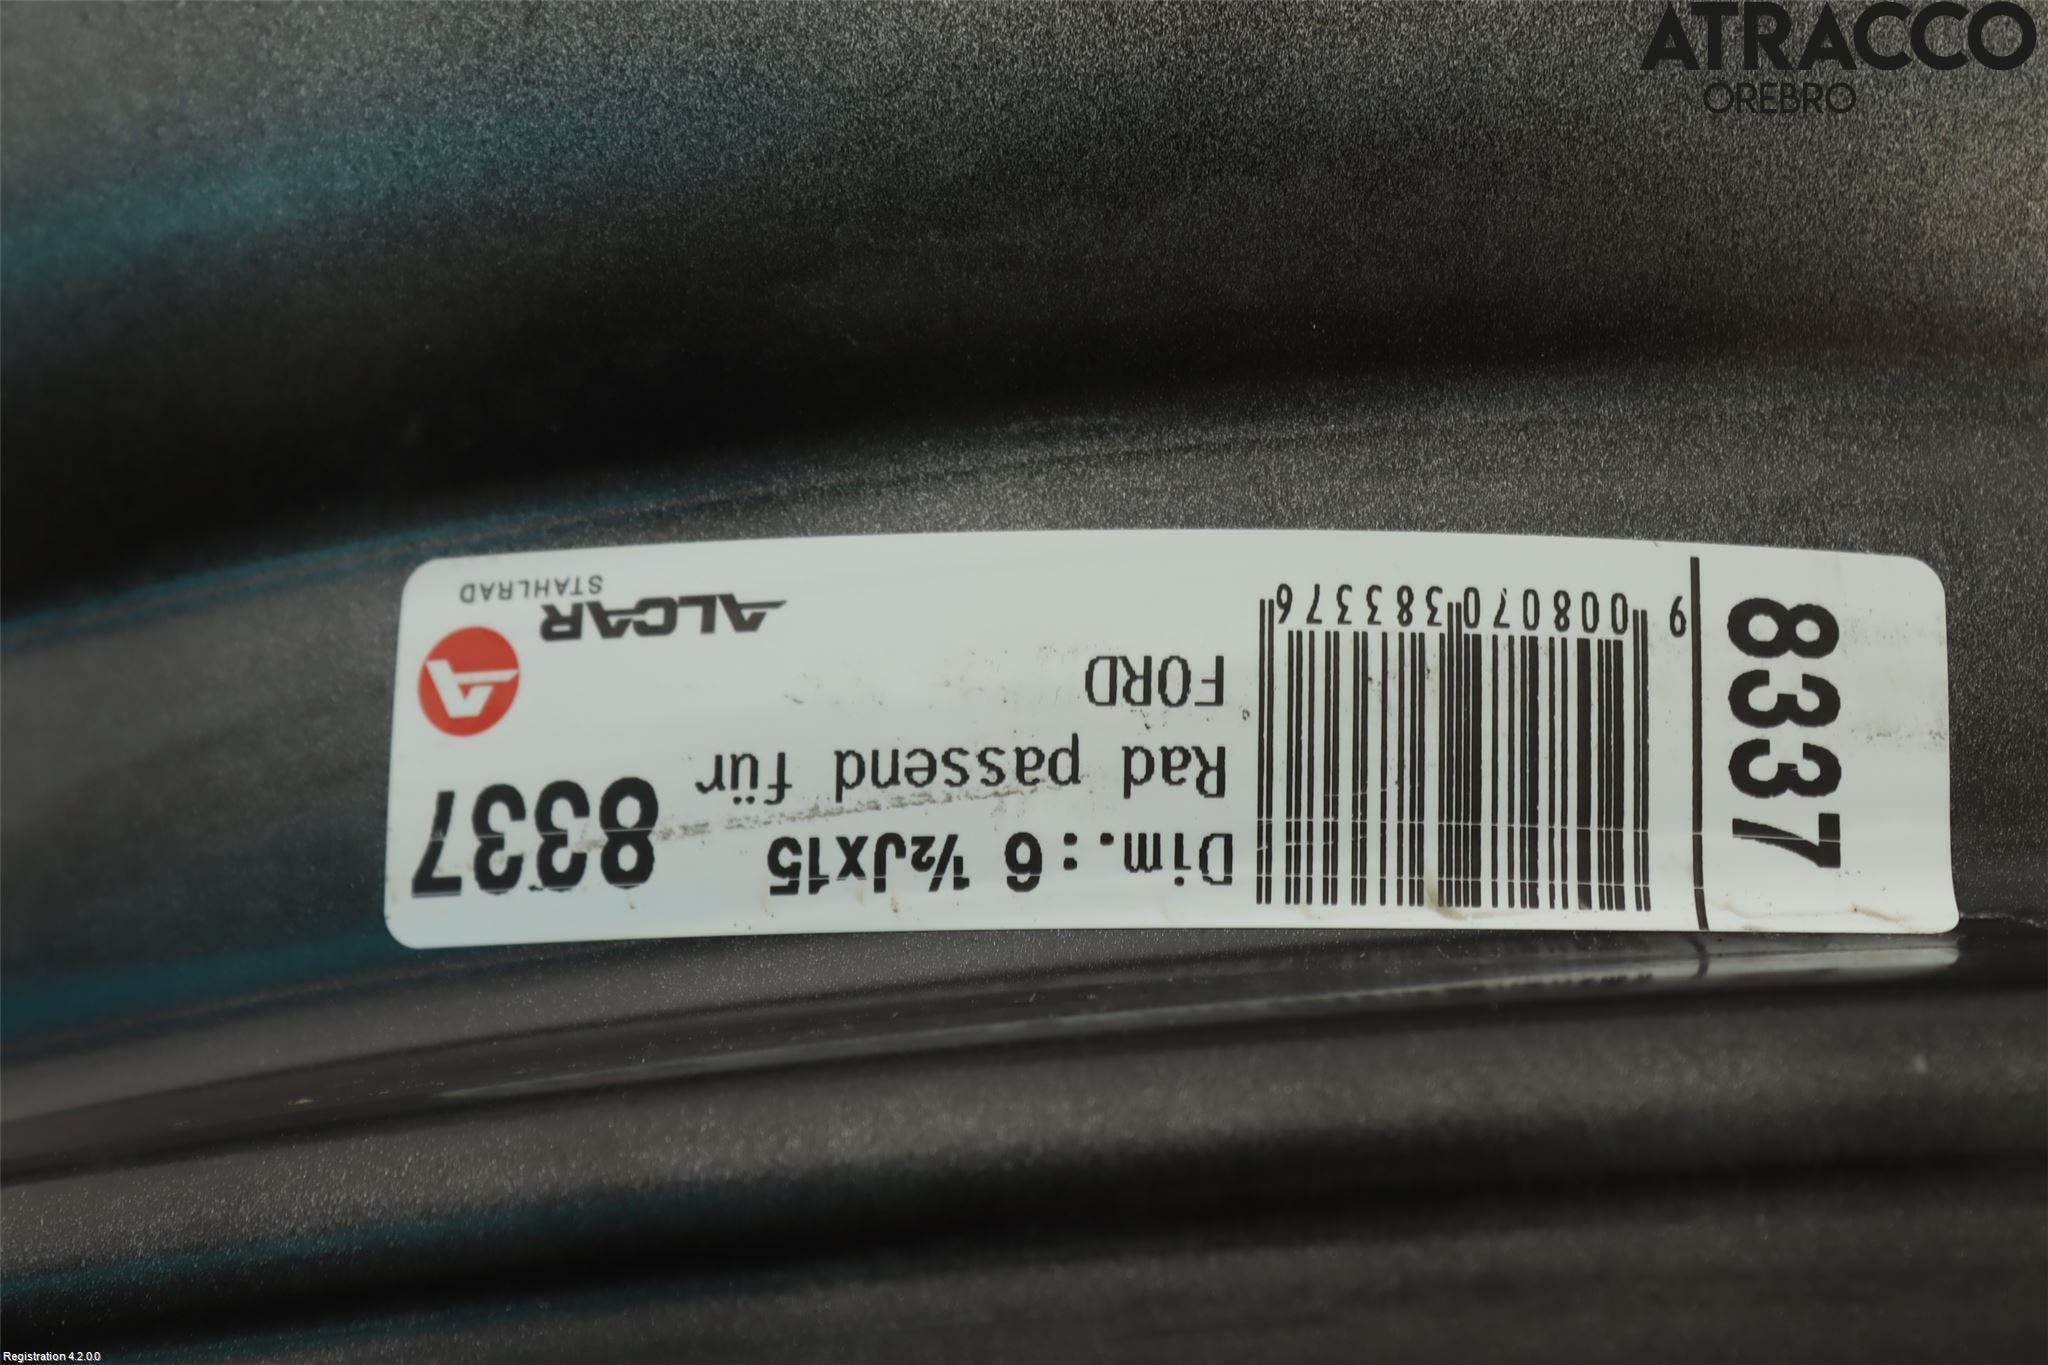 ATRACCO
ÖREBRO
8337
Dim.: 6 ½Jx15
Rad passend für
FORD
8337
ALCAR
STAHLRAD
9 008070 383376
Registration 4.2.0.0